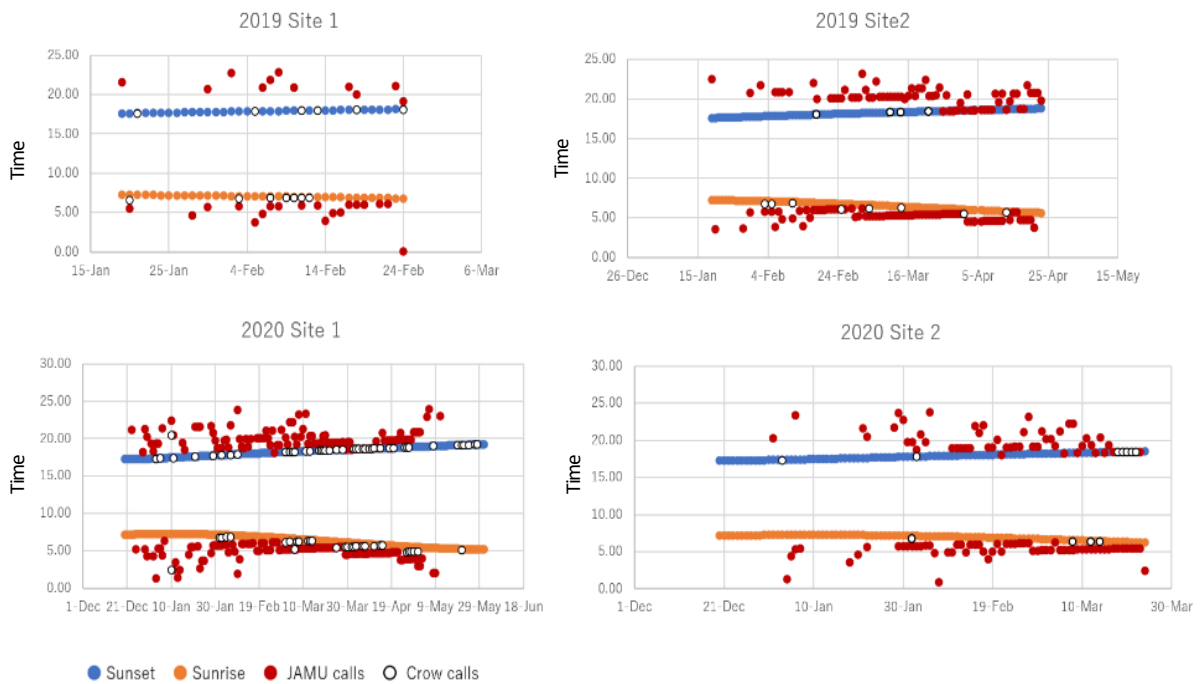 2019 Site 1
25.00
20.00
15.00
10.00
5.00
0.00
Time
15-Jan 25-Jan 4-Feb 14-Feb 24-Feb 6-Mar
2019 Site2
25.00
20.00
15.00
10.00
5.00
0.00
Time
26-Dec 15-Jan 4-Feb 24-Feb 16-Mar 5-Apr 25-Apr 15-May
2020 Site 1
30.00
25.00
20.00
15.00
10.00
5.00
0.00
Time
1-Dec 21-Dec 10-Jan 30-Jan 19-Feb 10-Mar 30-Mar 19-Apr 9-May 29-May 18-Jun
2020 Site 2
30.00
25.00
20.00
15.00
10.00
5.00
0.00
Time
1-Dec 21-Dec 10-Jan 30-Jan 19-Feb 10-Mar 30-Mar
Sunset Sunrise JAMU calls Crow calls